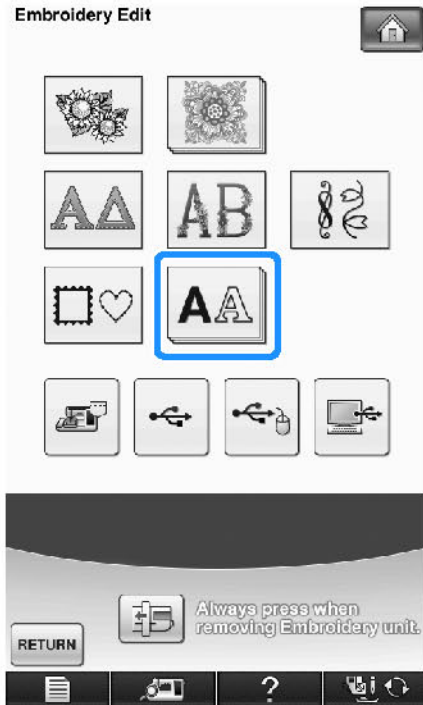 Embroidery Edit
ΑΔ
AB
AA
Always press when
removing Embroidery unit.
RETURN
?